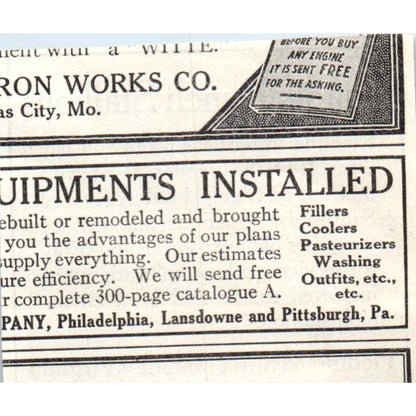 ment with a "WITTE."
BEFORE YOU BUY
ANY ENGINE
IT IS SENT FREE
FOR THE ASKING.
RON WORKS CO.
as City, Mo.
UIPMENTS INSTALLED
ebuilt or remodeled and brought
you the advantages of our plans
supply everything. Our estimates
ure efficiency. We will send free
r complete 300-page catalogue A.
Fillers
Coolers
Pasteurizers
Washing
Outfits, etc.,
etc.
PANY, Philadelphia, Lansdowne and Pittsburgh, Pa.